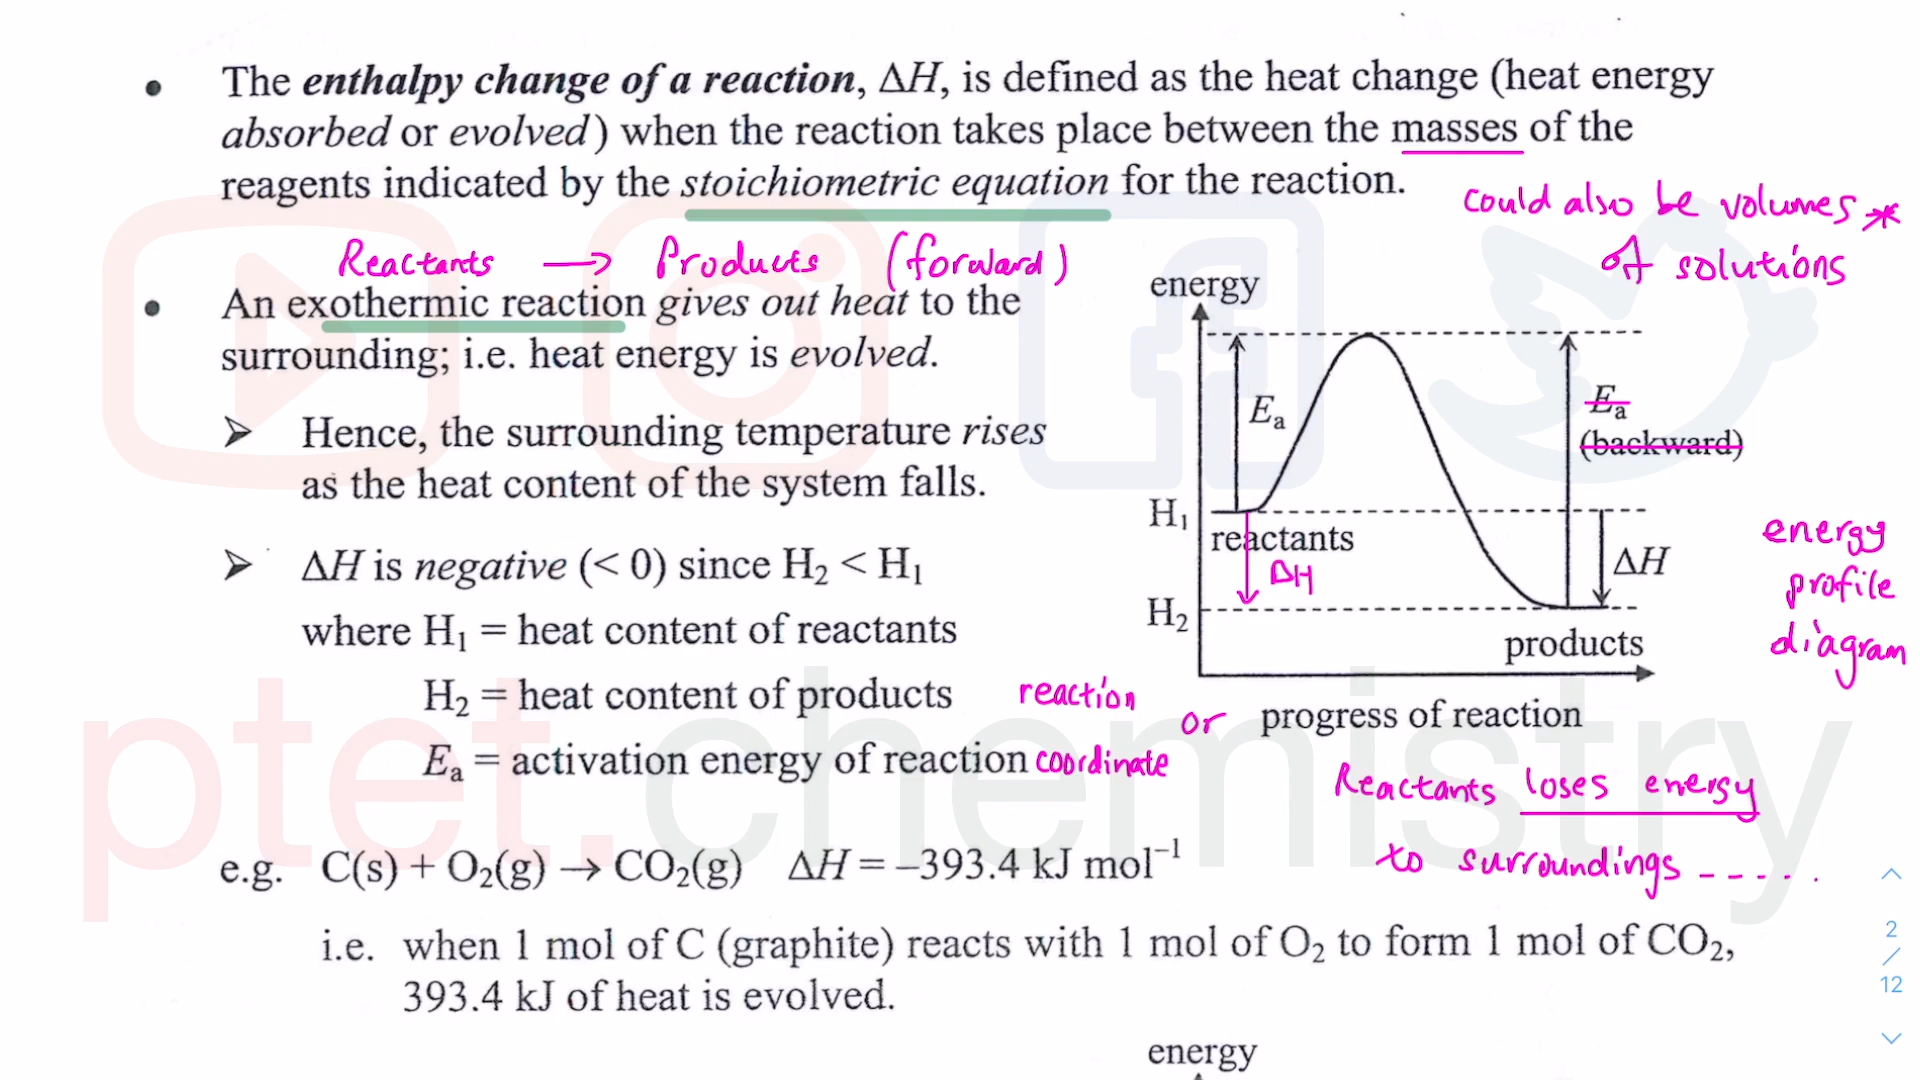 • The enthalpy change of a reaction, ΔH, is defined as the heat change (heat energy
absorbed or evolved) when the reaction takes place between the masses of the
reagents indicated by the stoichiometric equation for the reaction.
could also be volumes *
of solutions
Reactants → Products (forward)
• An exothermic reaction gives out heat to the
surrounding; i.e. heat energy is evolved.
➢ Hence, the surrounding temperature rises
as the heat content of the system falls.
➢ ΔH is negative (< 0) since H₂ < H₁
where H₁ = heat content of reactants
H₂ = heat content of products
Eₐ = activation energy of reaction
energy
Eₐ
Eₐ
(backward)
H₁
reactants
ΔH
ΔH
H₂
products
progress of reaction
or
reaction
coordinate
energy
profile
diagram
Reactants loses energy
to surroundings -----.
ptet.chemistry
e.g. C(s) + O₂(g) → CO₂(g) ΔH = –393.4 kJ mol⁻¹
i.e. when 1 mol of C (graphite) reacts with 1 mol of O₂ to form 1 mol of CO₂,
393.4 kJ of heat is evolved.
2
/
12
energy